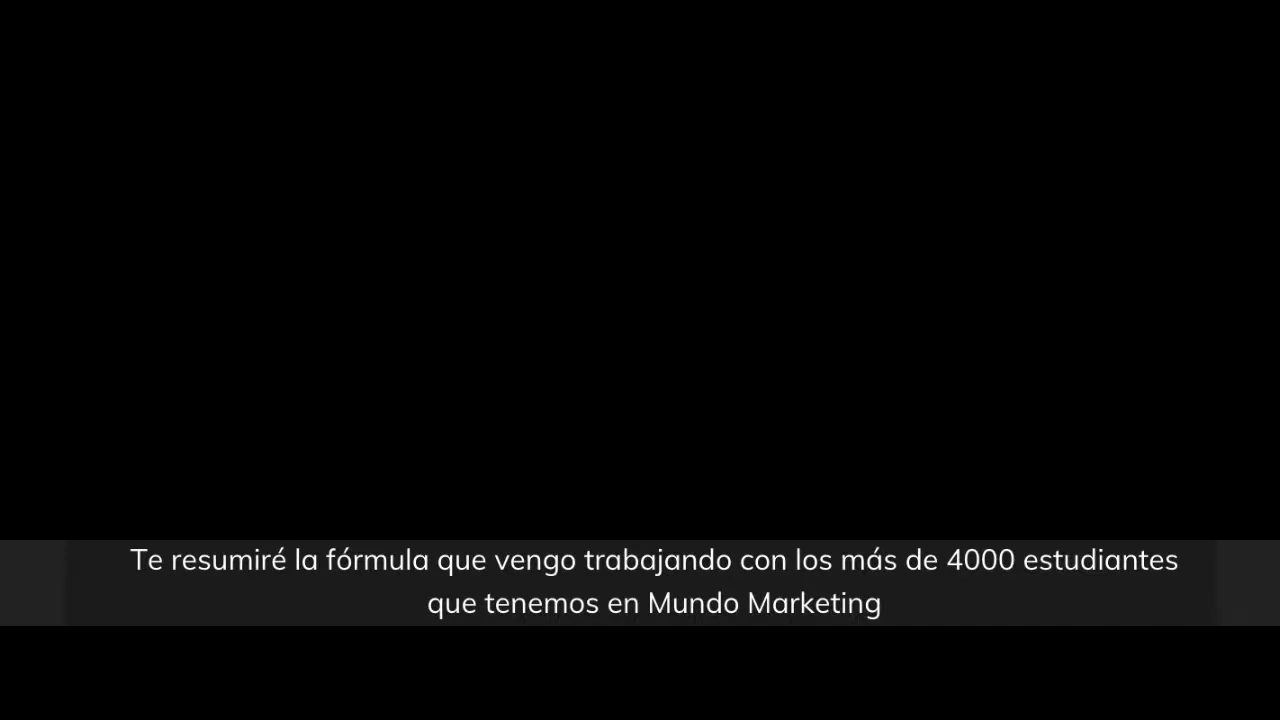 Te resumiré la fórmula que vengo trabajando con los más de 4000 estudiantes
que tenemos en Mundo Marketing